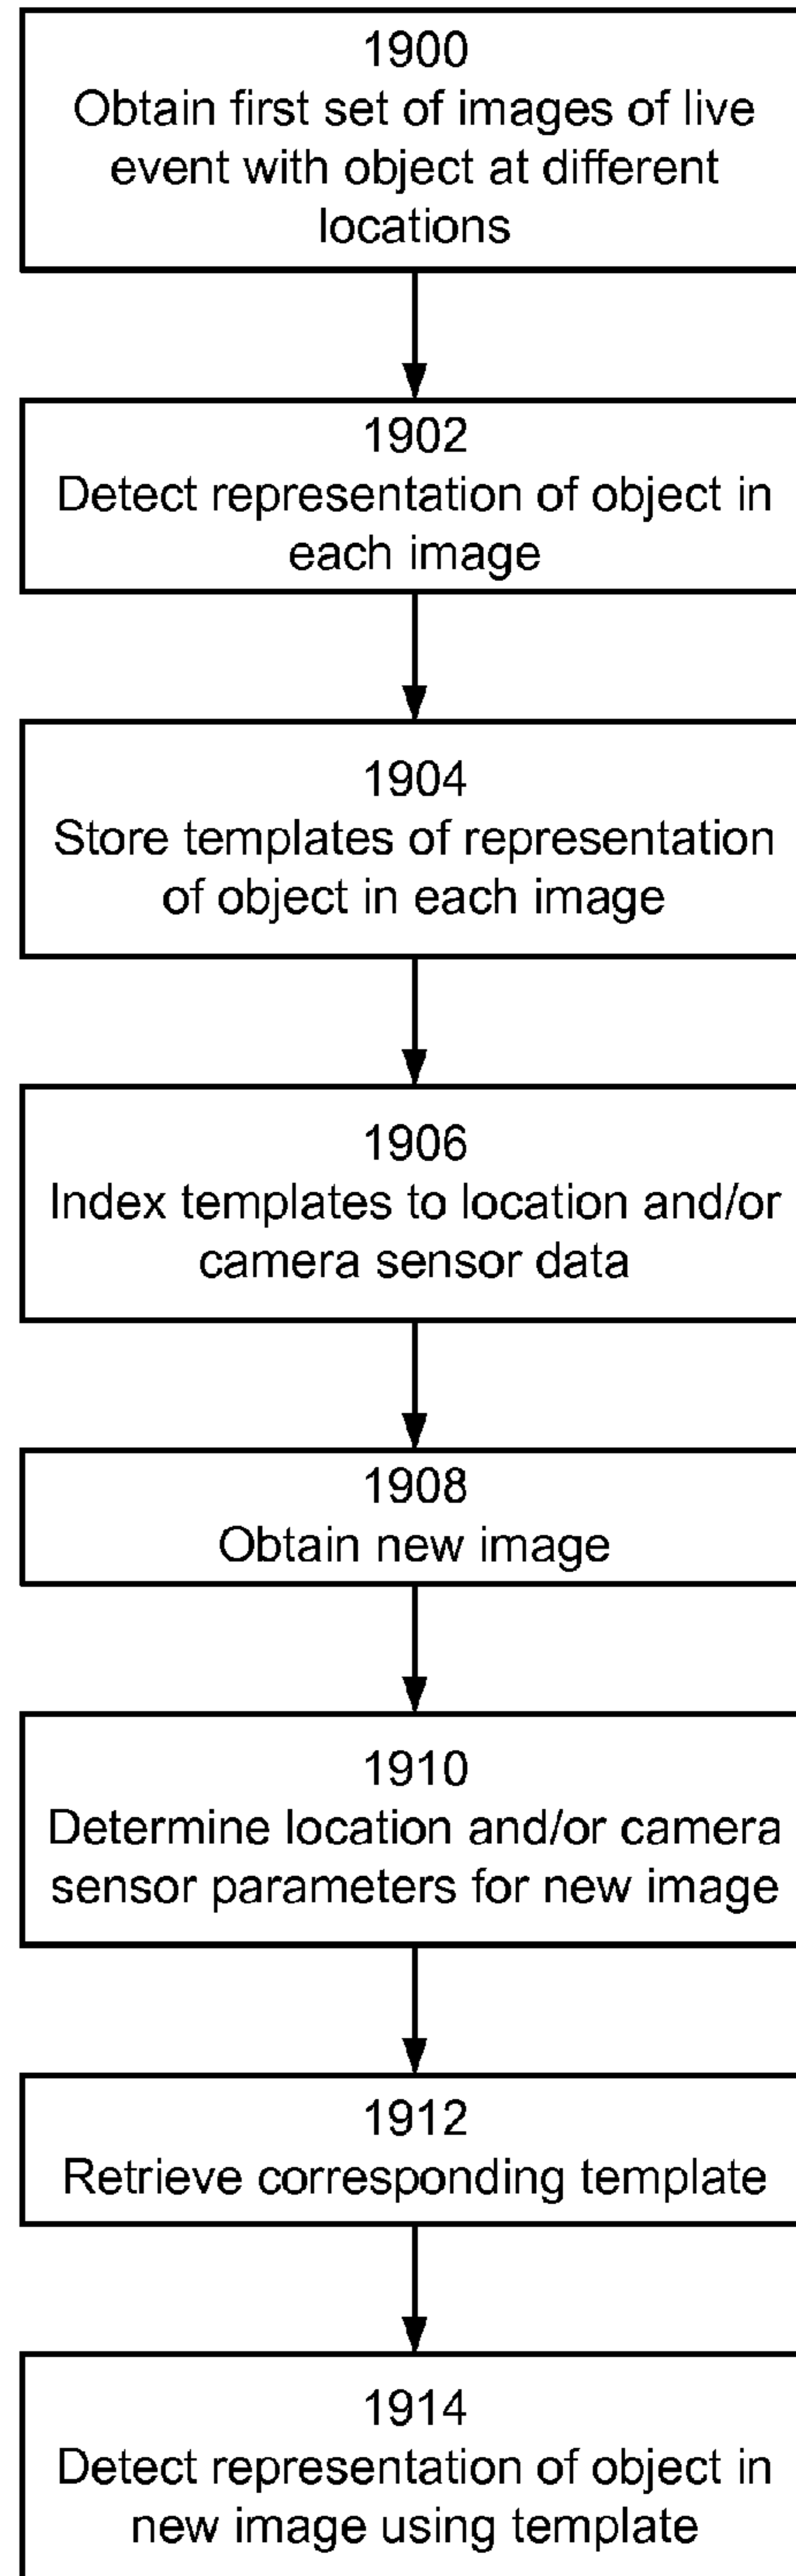 1900
Obtain first set of images of live
event with object at different
locations
1902
Detect representation of object in
each image
1904
Store templates of representation
of object in each image
1906
Index templates to location and/or
camera sensor data
1908
Obtain new image
1910
Determine location and/or camera
sensor parameters for new image
1912
Retrieve corresponding template
1914
Detect representation of object in
new image using template